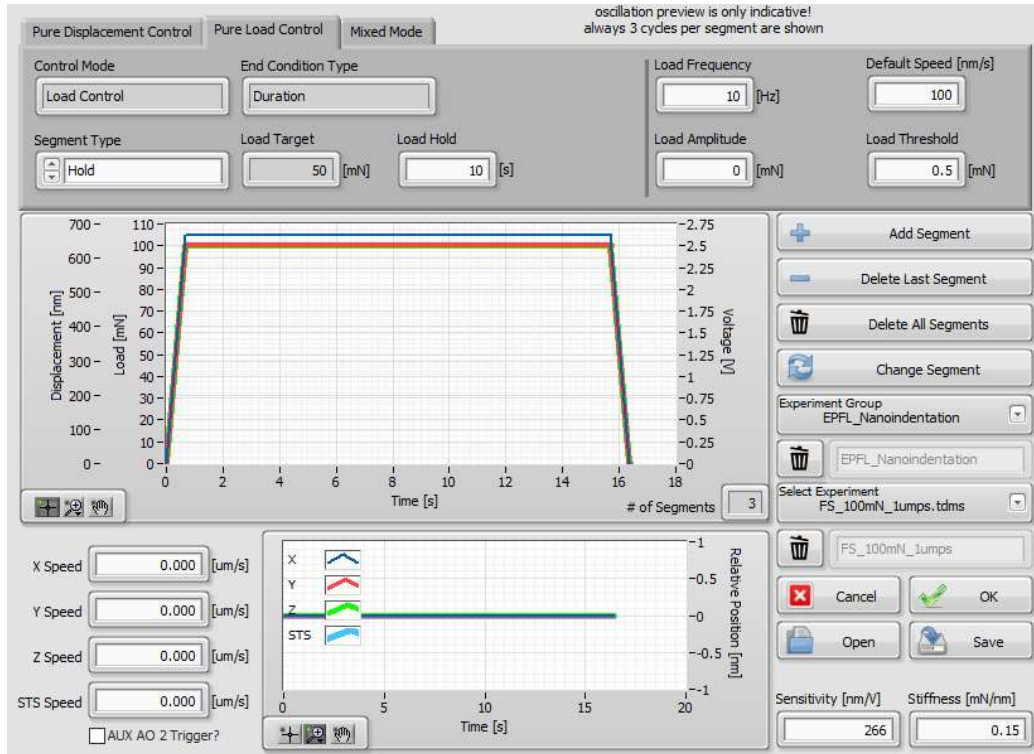 oscillation preview is only indicative!
always 3 cycles per segment are shown
Pure Displacement Control
Pure Load Control
Mixed Mode
Control Mode
End Condition Type
Load Frequency
Default Speed [nm/s]
Load Control
Duration
10 [Hz]
100
Segment Type
Load Target
Load Hold
Load Amplitude
Load Threshold
Hold
50 [mN]
10 [s]
0 [mN]
0.5 [mN]
Displacement [nm]
700
600
500
400
300
200
100
0
Load [mN]
110
100
90
80
70
60
50
40
30
20
10
0
Voltage [V]
2.75
2.5
2.25
2
1.75
1.5
1.25
1
0.75
0.5
0.25
0
0 2 4 6 8 10 12 14 16 18
Time [s]
# of Segments 3
Add Segment
Delete Last Segment
Delete All Segments
Change Segment
Experiment Group
EPFL_Nanoindentation
EPFL_Nanoindentation
Select Experiment
FS_100mN_1umps.tdms
FS_100mN_1umps
Cancel
OK
Open
Save
Sensitivity [nm/V]
Stiffness [mN/nm]
266
0.15
X Speed 0.000 [um/s]
Y Speed 0.000 [um/s]
Z Speed 0.000 [um/s]
STS Speed 0.000 [um/s]
AUX AO 2 Trigger?
X
Y
Z
STS
Relative Position [nm]
1
0.5
0
-0.5
-1
0 5 10 15 20
Time [s]